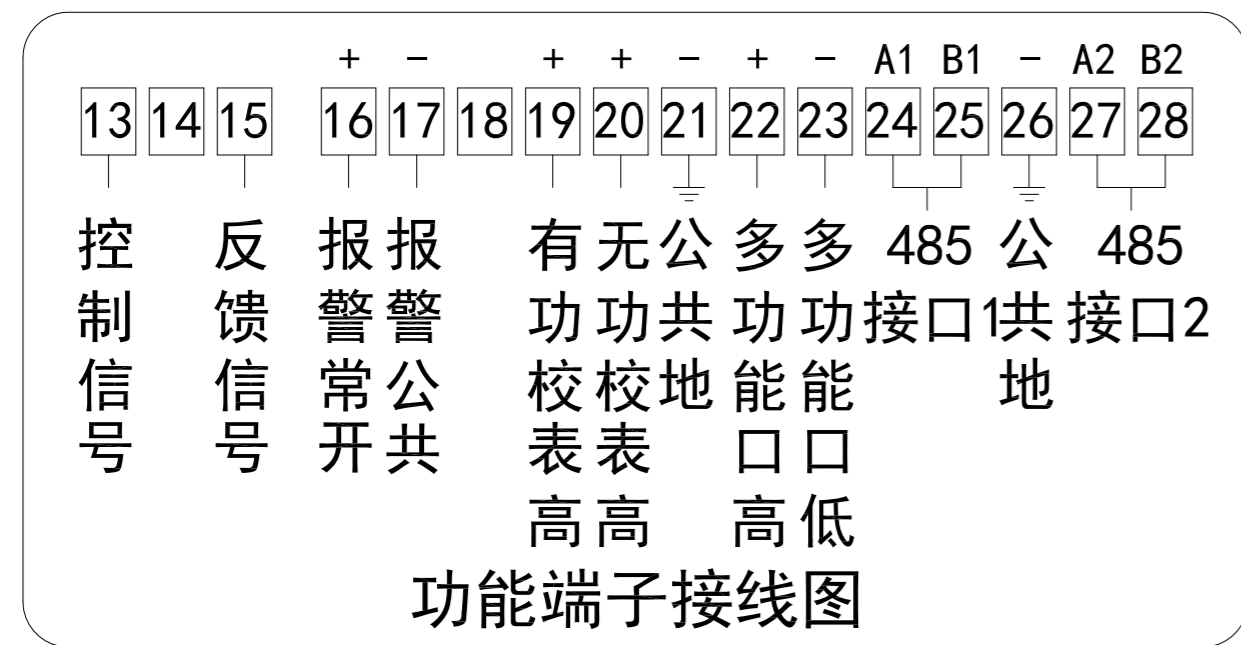 + − + + − + − A1 B1 − A2 B2
13 14 15 16 17 18 19 20 21 22 23 24 25 26 27 28
控制信号
反馈信号
报警常开
报警公共
有功校表高
无功校表高
公共地
多功能口高
多功能口低
485
接口1
公共地
485
接口2
功能端子接线图